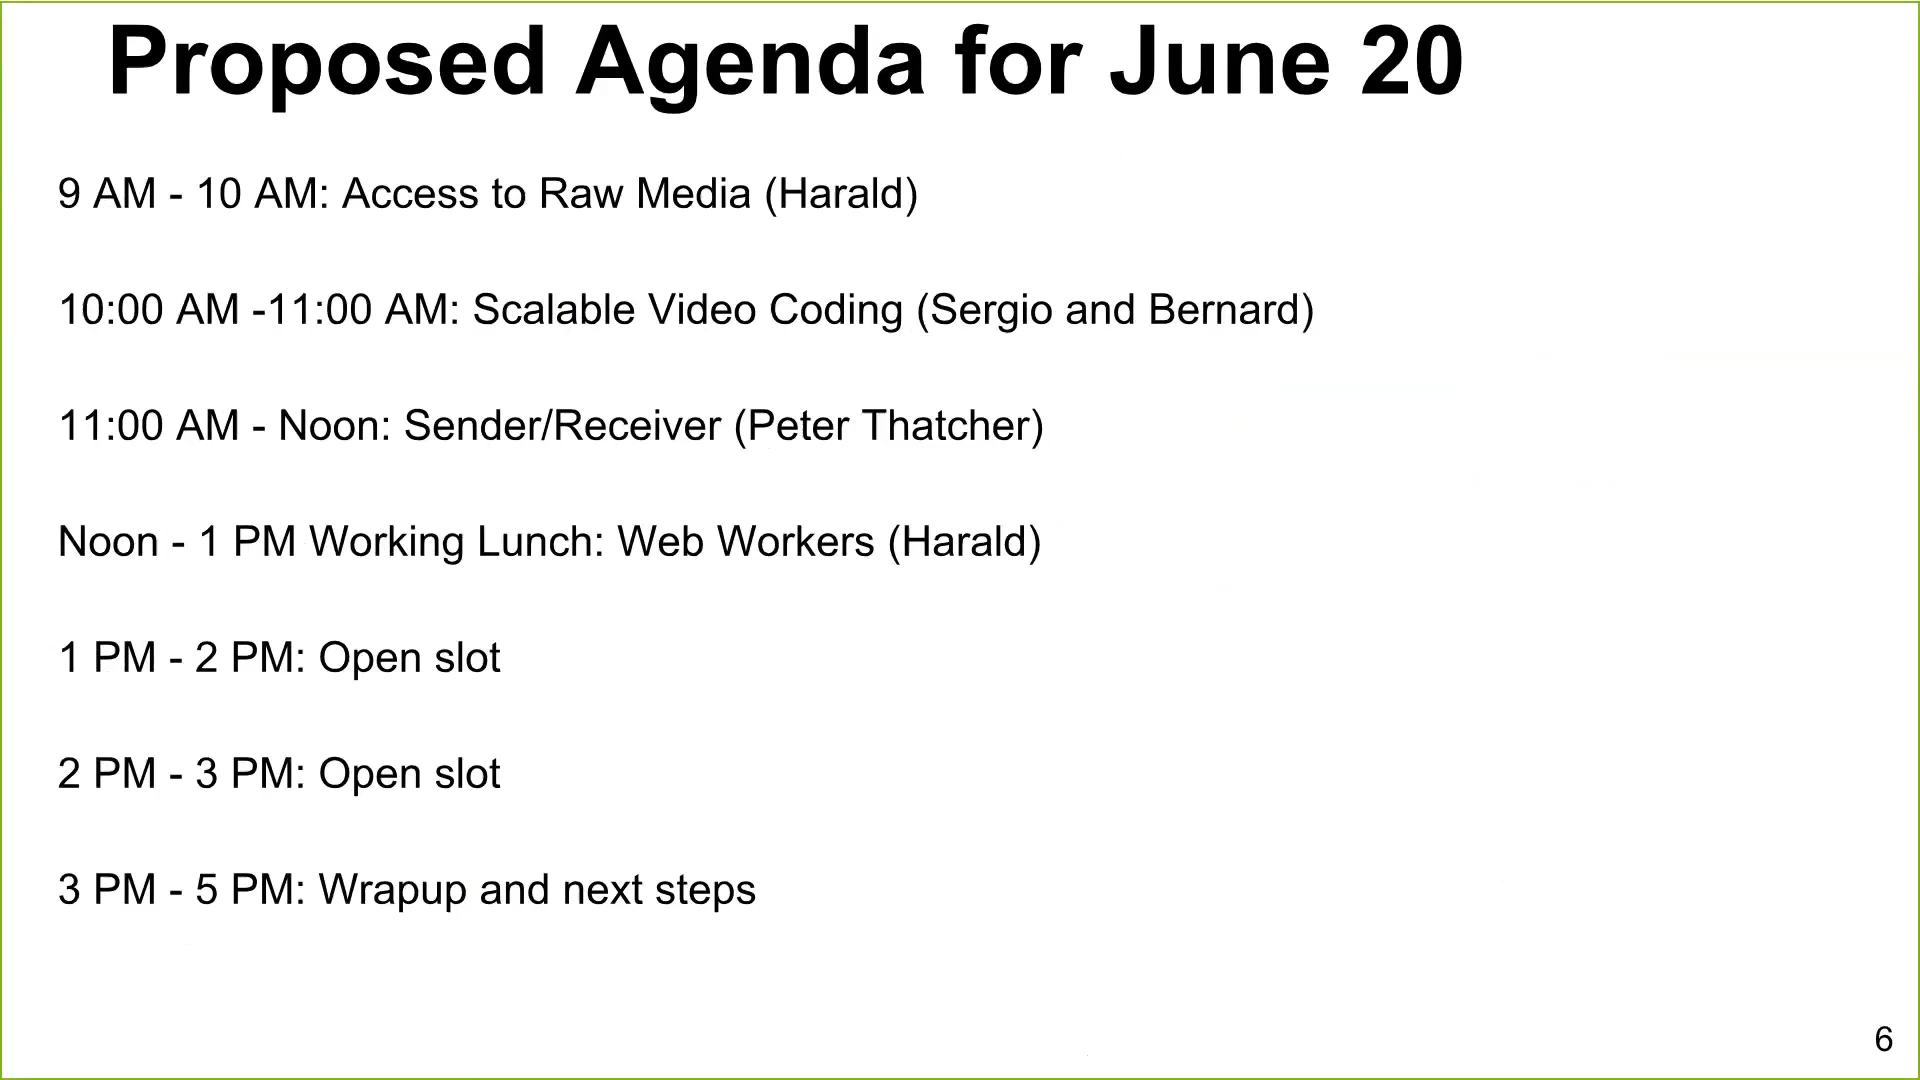 Proposed Agenda for June 20
9 AM - 10 AM: Access to Raw Media (Harald)
10:00 AM -11:00 AM: Scalable Video Coding (Sergio and Bernard)
11:00 AM - Noon: Sender/Receiver (Peter Thatcher)
Noon - 1 PM Working Lunch: Web Workers (Harald)
1 PM - 2 PM: Open slot
2 PM - 3 PM: Open slot
3 PM - 5 PM: Wrapup and next steps
6